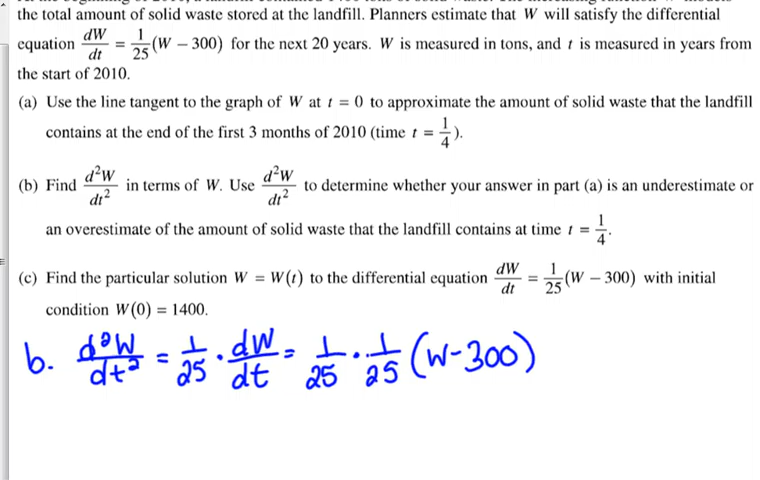 the total amount of solid waste stored at the landfill. Planners estimate that W will satisfy the differential
equation dW/dt = 1/25(W − 300) for the next 20 years. W is measured in tons, and t is measured in years from
the start of 2010.
(a) Use the line tangent to the graph of W at t = 0 to approximate the amount of solid waste that the landfill
contains at the end of the first 3 months of 2010 (time t = 1/4).
(b) Find d²W/dt² in terms of W. Use d²W/dt² to determine whether your answer in part (a) is an underestimate or
an overestimate of the amount of solid waste that the landfill contains at time t = 1/4.
(c) Find the particular solution W = W(t) to the differential equation dW/dt = 1/25(W − 300) with initial
condition W(0) = 1400.
b. d²W/dt² = 1/25 · dW/dt = 1/25 · 1/25 (W-300)